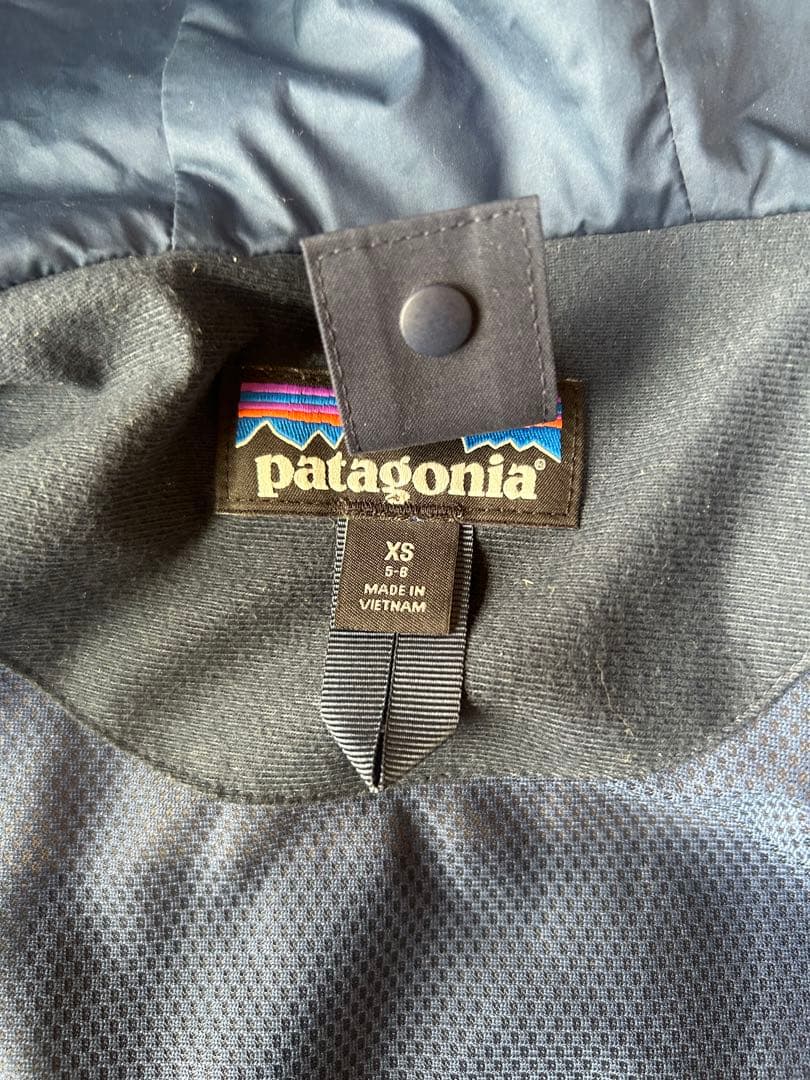 patagonia®
XS
5-6
MADE IN
VIETNAM